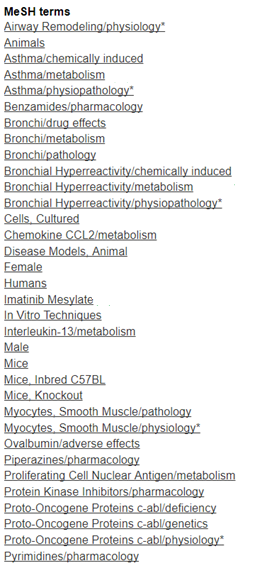 MeSH terms
Airway Remodeling/physiology*
Animals
Asthma/chemically induced
Asthma/metabolism
Asthma/physiopathology*
Benzamides/pharmacology
Bronchi/drug effects
Bronchi/metabolism
Bronchi/pathology
Bronchial Hyperreactivity/chemically induced
Bronchial Hyperreactivity/metabolism
Bronchial Hyperreactivity/physiopathology*
Cells, Cultured
Chemokine CCL2/metabolism
Disease Models, Animal
Female
Humans
Imatinib Mesylate
In Vitro Techniques
Interleukin-13/metabolism
Male
Mice
Mice, Inbred C57BL
Mice, Knockout
Myocytes, Smooth Muscle/pathology
Myocytes, Smooth Muscle/physiology*
Ovalbumin/adverse effects
Piperazines/pharmacology
Proliferating Cell Nuclear Antigen/metabolism
Protein Kinase Inhibitors/pharmacology
Proto-Oncogene Proteins c-abl/deficiency
Proto-Oncogene Proteins c-abl/genetics
Proto-Oncogene Proteins c-abl/physiology*
Pyrimidines/pharmacology